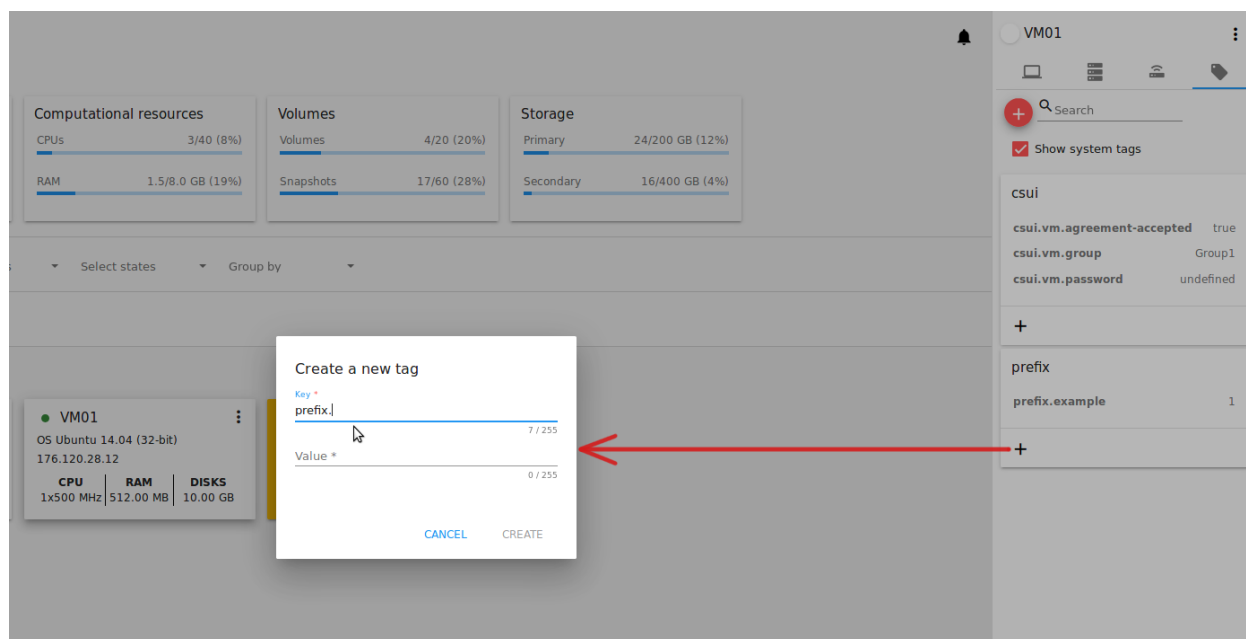 VM01
Computational resources
CPUs 3/40 (8%)
RAM 1.5/8.0 GB (19%)
Volumes
Volumes 4/20 (20%)
Snapshots 17/60 (28%)
Storage
Primary 24/200 GB (12%)
Secondary 16/400 GB (4%)
Search
Show system tags
csui
csui.vm.agreement-accepted true
csui.vm.group Group1
csui.vm.password undefined
+
prefix
prefix.example 1
+
s Select states Group by
Create a new tag
Key *
prefix.
7 / 255
Value *
0 / 255
CANCEL CREATE
VM01
OS Ubuntu 14.04 (32-bit)
176.120.28.12
CPU RAM DISKS
1x500 MHz 512.00 MB 10.00 GB